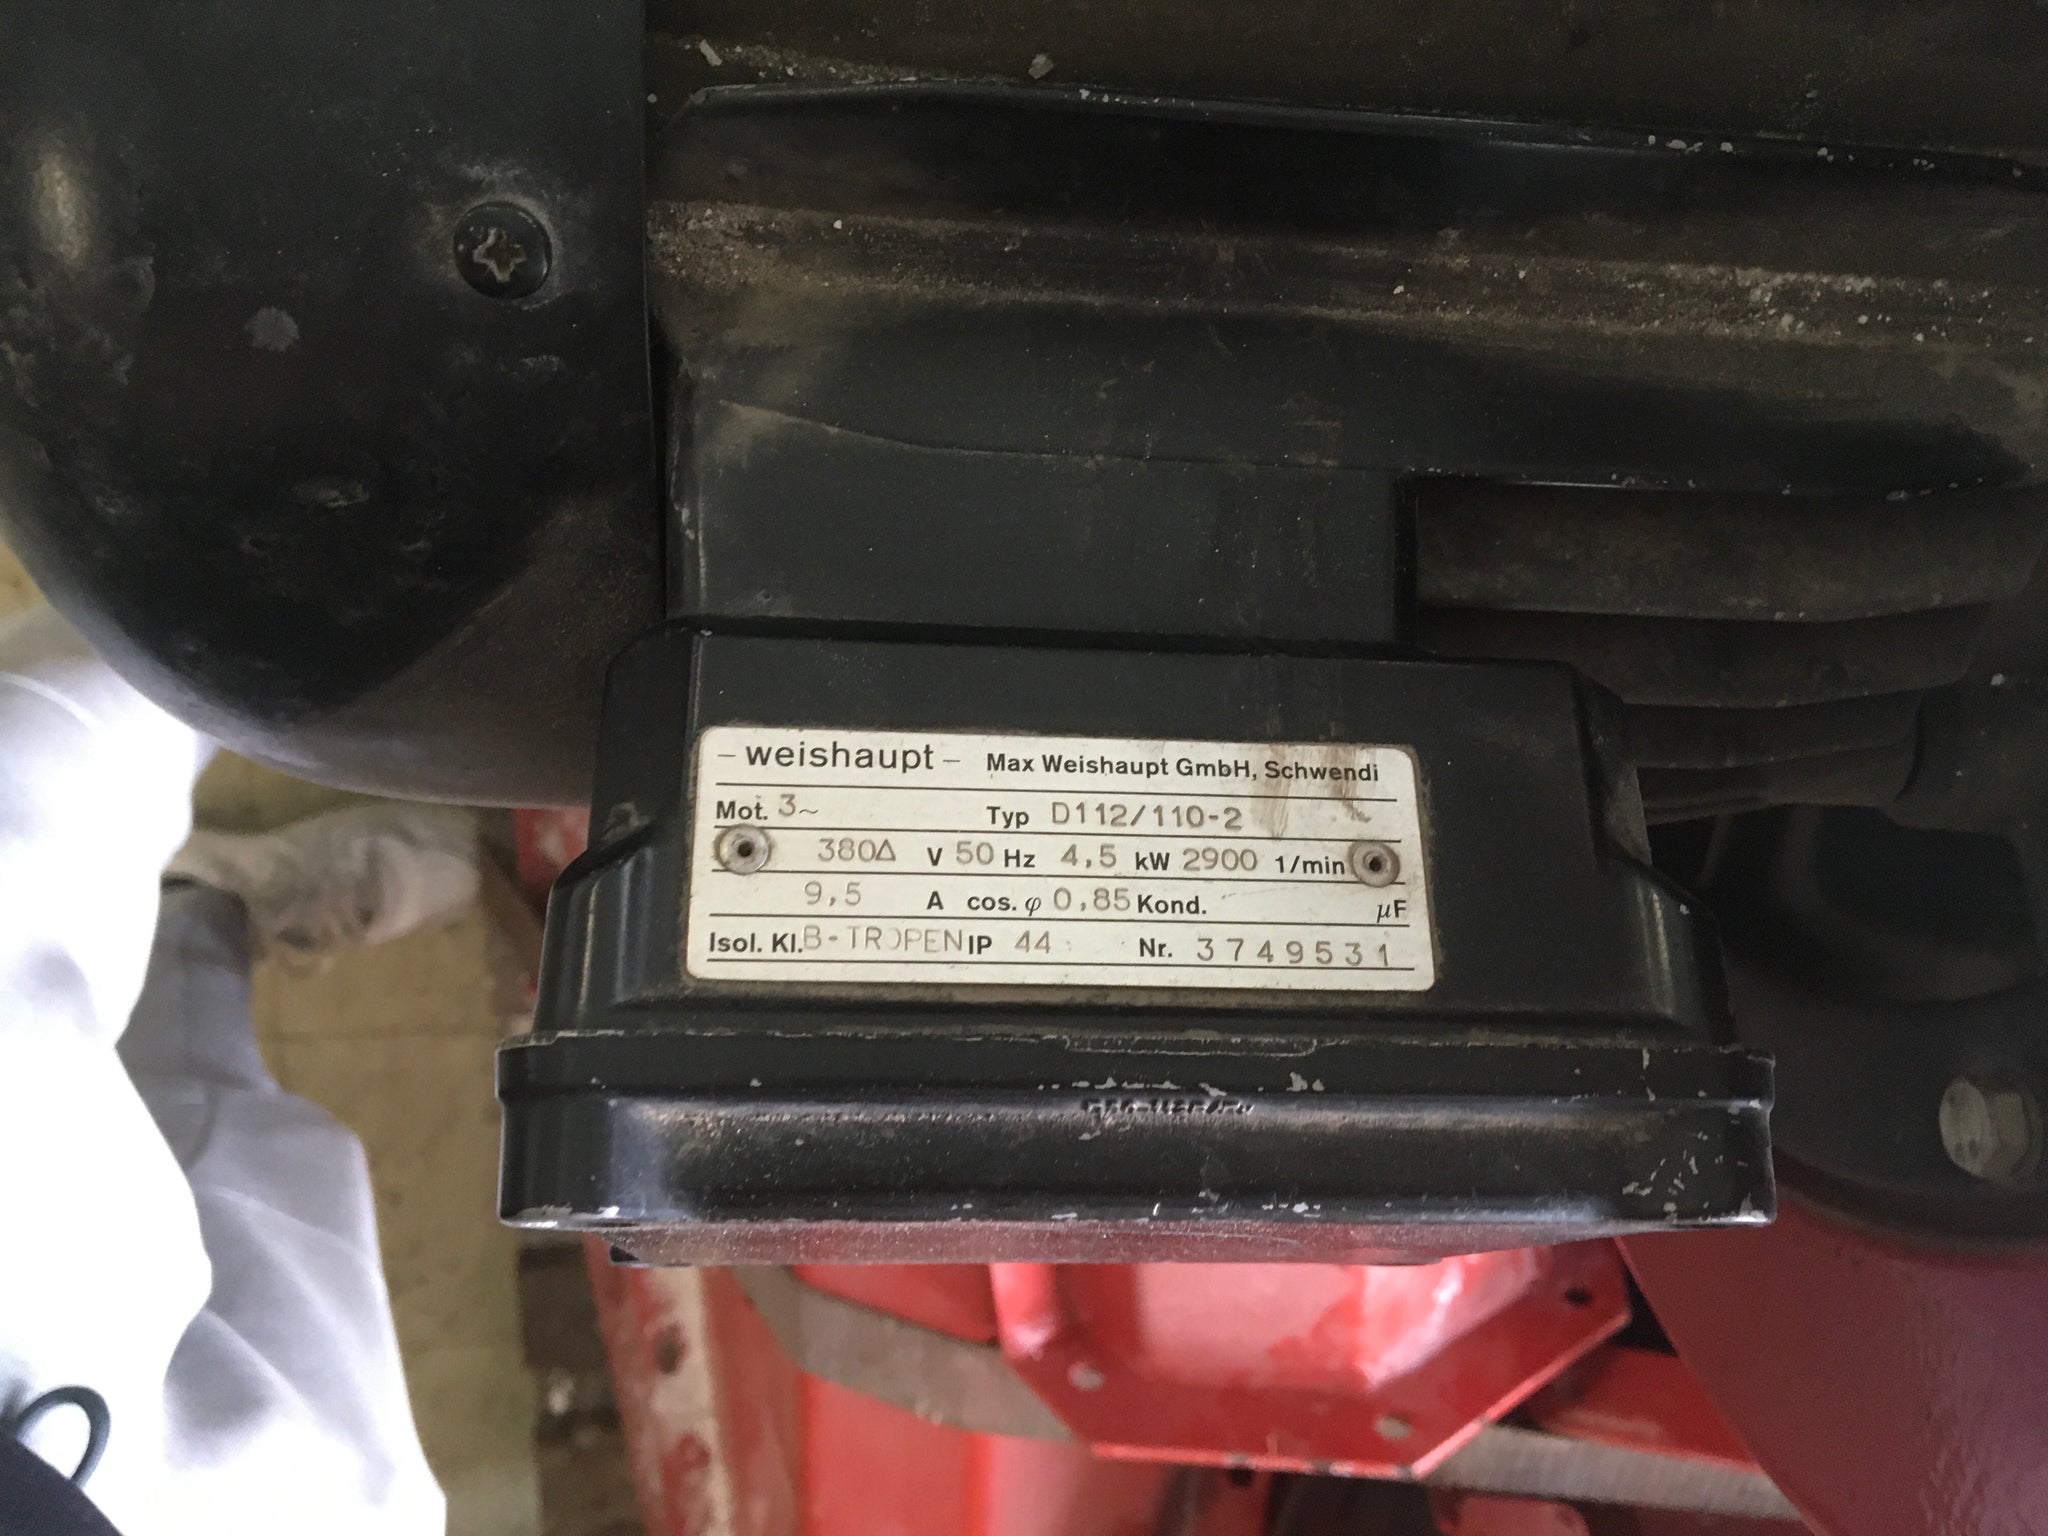 – weishaupt – Max Weishaupt GmbH, Schwendi
Mot. 3~ Typ D112/110-2
380Δ V 50 Hz 4,5 kW 2900 1/min
9,5 A cos. φ 0,85 Kond. µF
Isol. Kl. B-TROPEN IP 44 Nr. 3749531